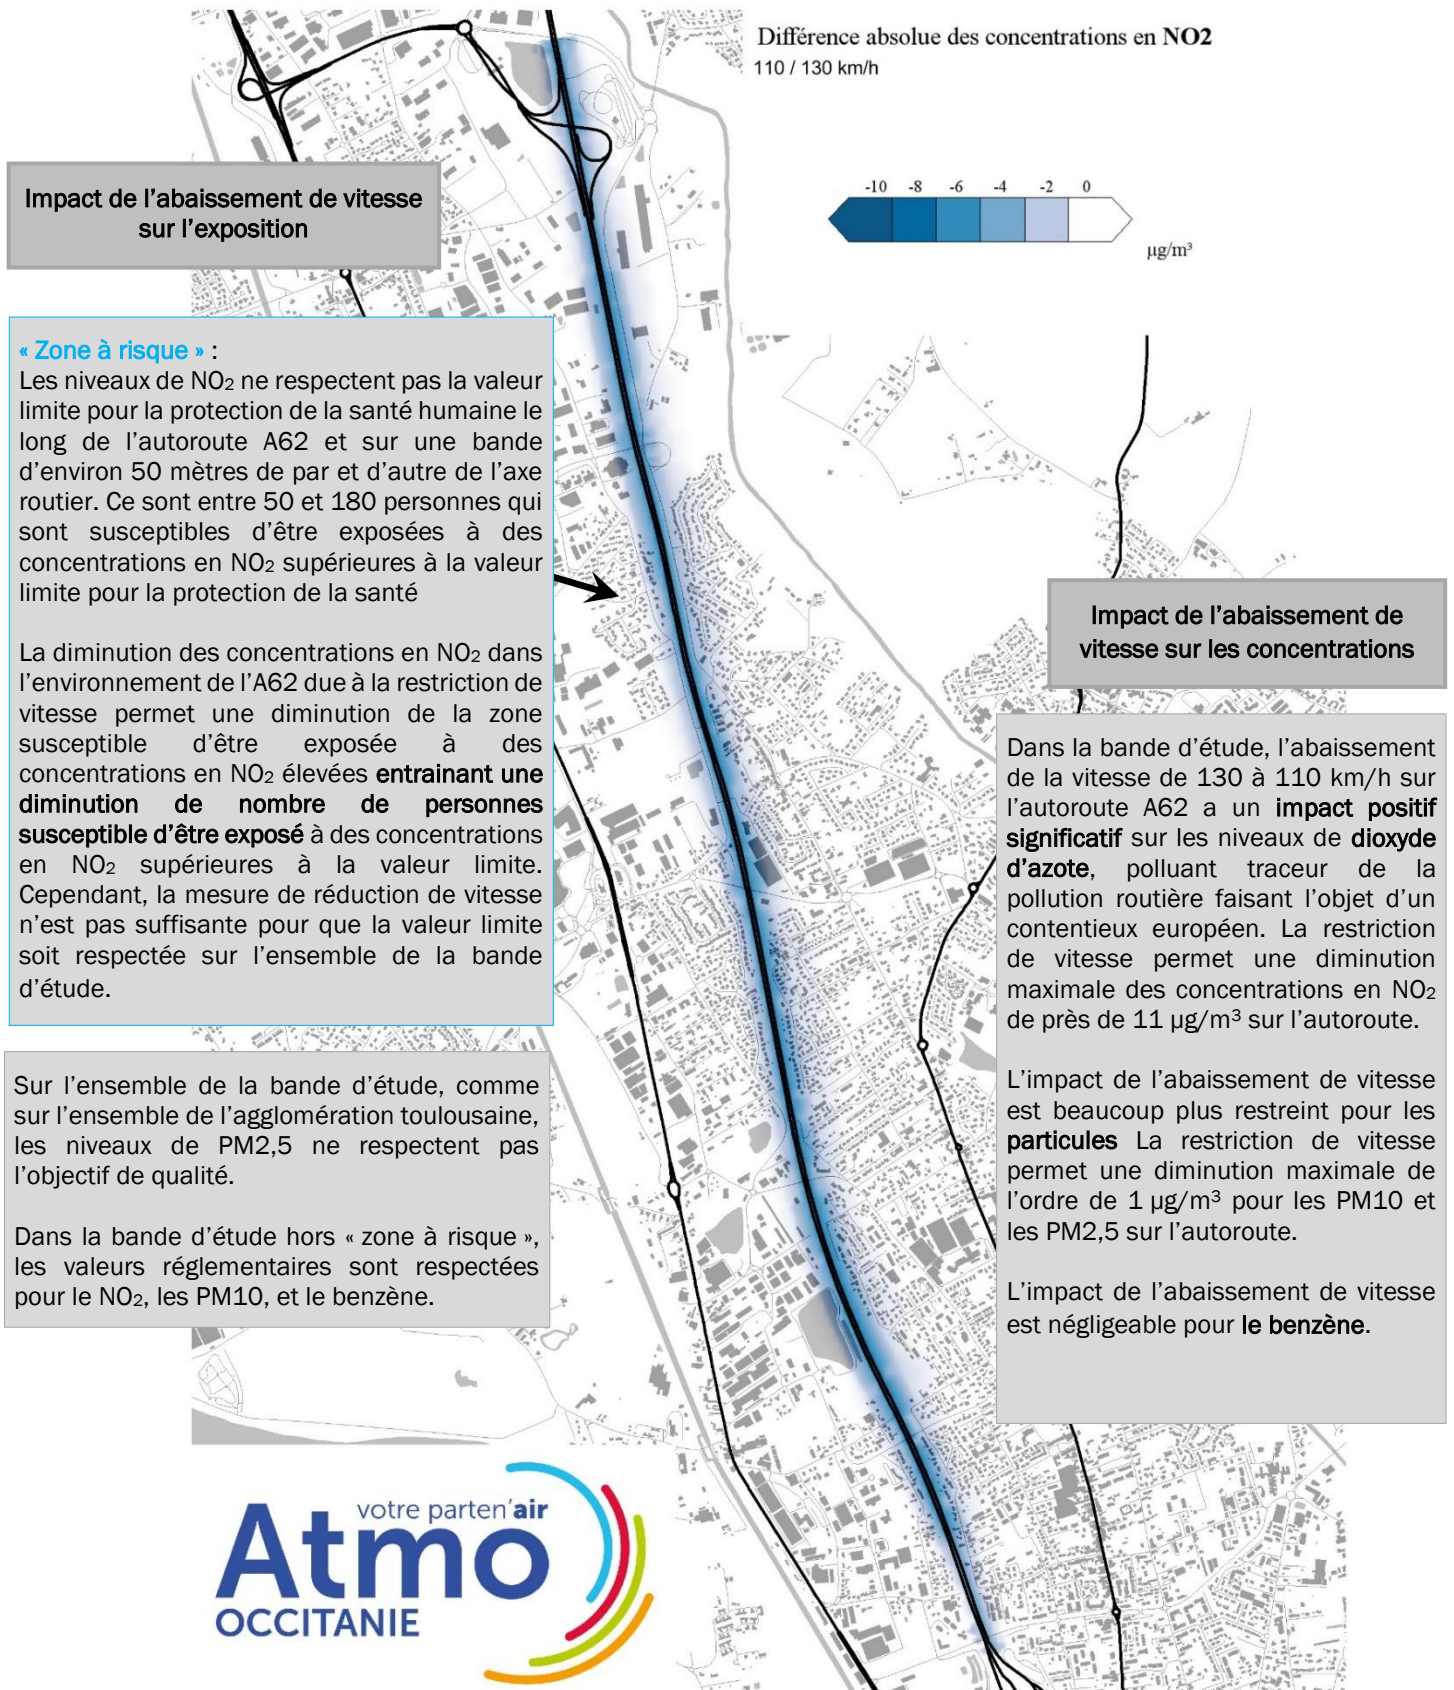 Différence absolue des concentrations en NO2
110 / 130 km/h
-10 -8 -6 -4 -2 0
µg/m³
Impact de l'abaissement de vitesse
sur l'exposition
« Zone à risque » :
Les niveaux de NO₂ ne respectent pas la valeur
limite pour la protection de la santé humaine le
long de l'autoroute A62 et sur une bande
d'environ 50 mètres de par et d'autre de l'axe
routier. Ce sont entre 50 et 180 personnes qui
sont susceptibles d'être exposées à des
concentrations en NO₂ supérieures à la valeur
limite pour la protection de la santé
La diminution des concentrations en NO₂ dans
l'environnement de l'A62 due à la restriction de
vitesse permet une diminution de la zone
susceptible d'être exposée à des
concentrations en NO₂ élevées entrainant une
diminution de nombre de personnes
susceptible d'être exposé à des concentrations
en NO₂ supérieures à la valeur limite.
Cependant, la mesure de réduction de vitesse
n'est pas suffisante pour que la valeur limite
soit respectée sur l'ensemble de la bande
d'étude.
Sur l'ensemble de la bande d'étude, comme
sur l'ensemble de l'agglomération toulousaine,
les niveaux de PM2,5 ne respectent pas
l'objectif de qualité.
Dans la bande d'étude hors « zone à risque »,
les valeurs réglementaires sont respectées
pour le NO₂, les PM10, et le benzène.
Impact de l'abaissement de
vitesse sur les concentrations
Dans la bande d'étude, l'abaissement
de la vitesse de 130 à 110 km/h sur
l'autoroute A62 a un impact positif
significatif sur les niveaux de dioxyde
d'azote, polluant traceur de la
pollution routière faisant l'objet d'un
contentieux européen. La restriction
de vitesse permet une diminution
maximale des concentrations en NO₂
de près de 11 µg/m³ sur l'autoroute.
L'impact de l'abaissement de vitesse
est beaucoup plus restreint pour les
particules La restriction de vitesse
permet une diminution maximale de
l'ordre de 1 µg/m³ pour les PM10 et
les PM2,5 sur l'autoroute.
L'impact de l'abaissement de vitesse
est négligeable pour le benzène.
votre parten'air
Atmo
OCCITANIE